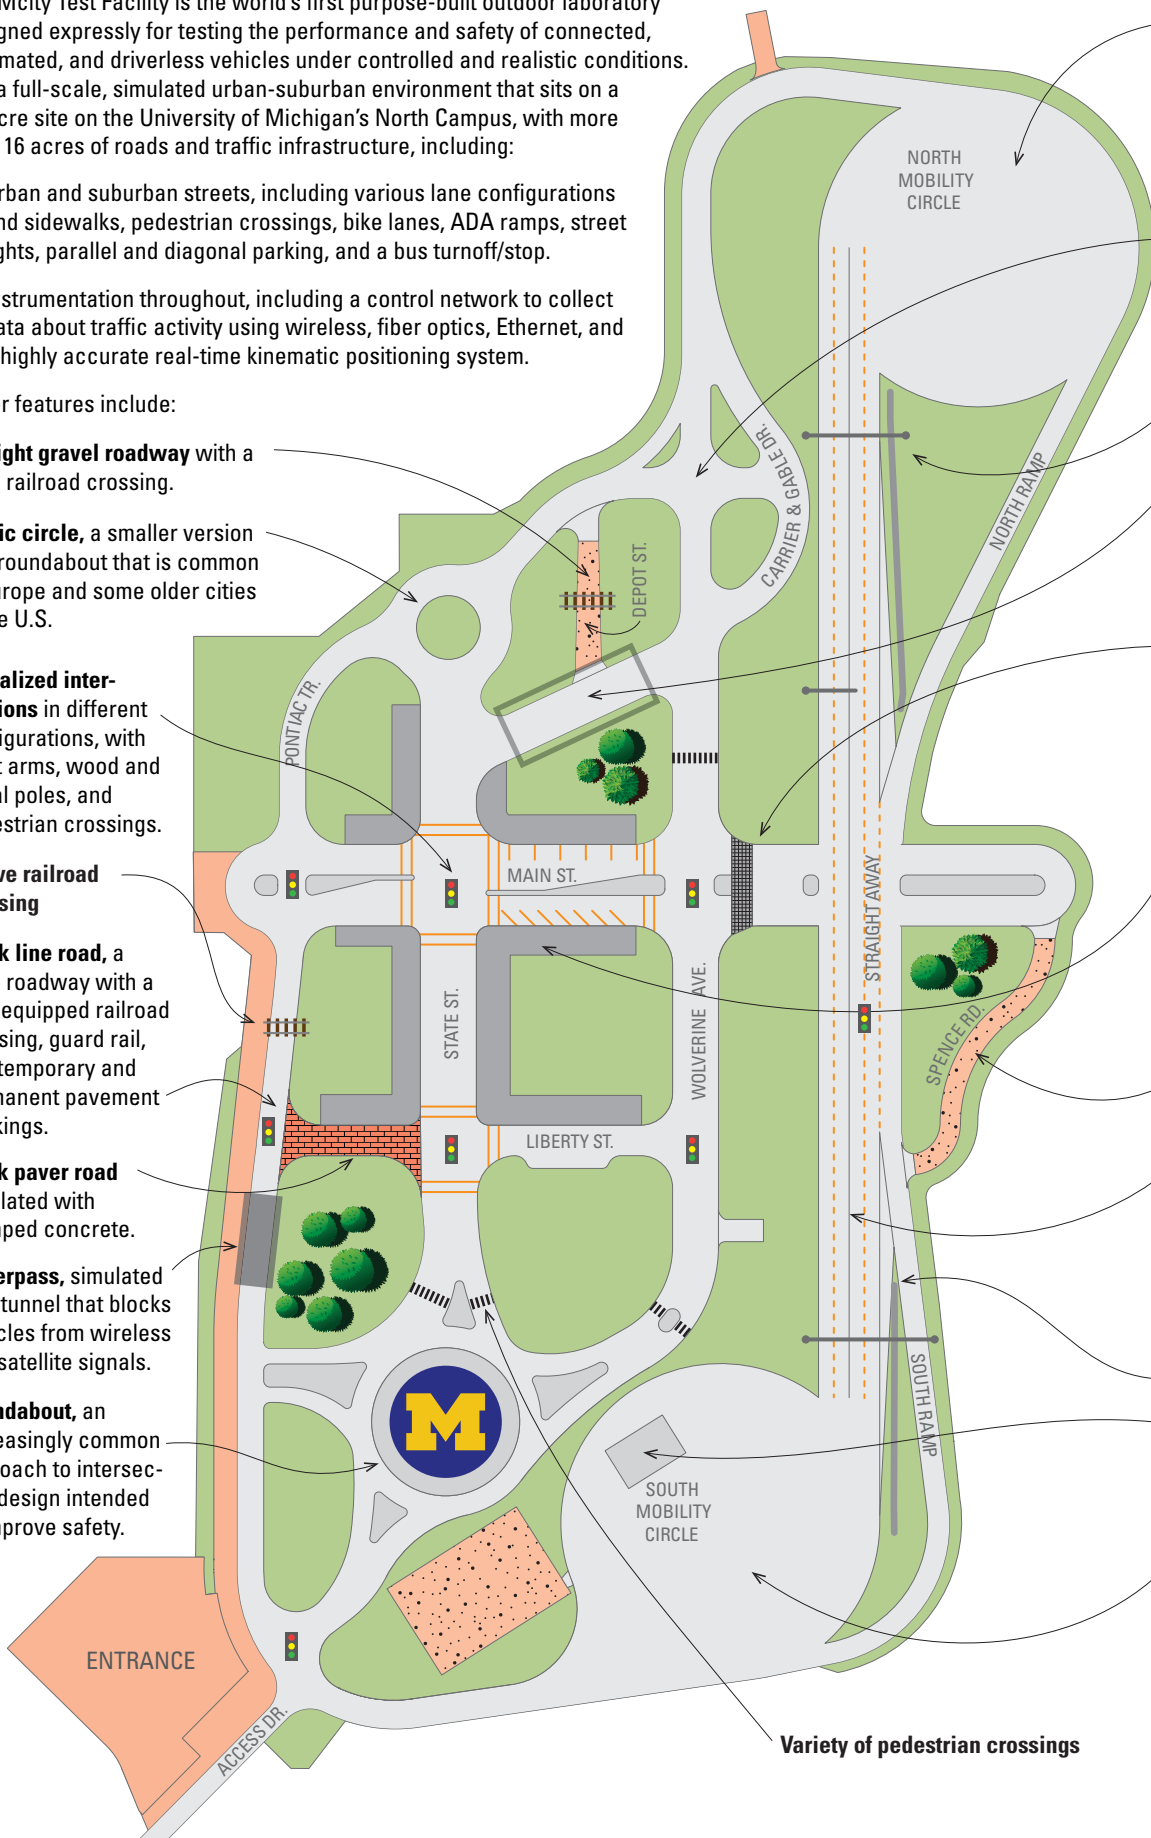 Mcity Test Facility is the world's first purpose-built outdoor laboratory
gned expressly for testing the performance and safety of connected,
mated, and driverless vehicles under controlled and realistic conditions.
a full-scale, simulated urban-suburban environment that sits on a
cre site on the University of Michigan's North Campus, with more
16 acres of roads and traffic infrastructure, including:
rban and suburban streets, including various lane configurations
nd sidewalks, pedestrian crossings, bike lanes, ADA ramps, street
ghts, parallel and diagonal parking, and a bus turnoff/stop.
strumentation throughout, including a control network to collect
ata about traffic activity using wireless, fiber optics, Ethernet, and
highly accurate real-time kinematic positioning system.
r features include:
ight gravel roadway with a
railroad crossing.
ic circle, a smaller version
roundabout that is common
urope and some older cities
e U.S.
alized inter-
ions in different
igurations, with
t arms, wood and
al poles, and
estrian crossings.
ve railroad
sing
k line road, a
roadway with a
equipped railroad
sing, guard rail,
temporary and
manent pavement
kings.
k paver road
lated with
ped concrete.
erpass, simulated
tunnel that blocks
cles from wireless
satellite signals.
ndabout, an
easingly common
oach to intersec-
design intended
nprove safety.
NORTH
MOBILITY
CIRCLE
CARRIER & GABLE DR.
NORTH RAMP
DEPOT ST.
PONTIAC TR.
MAIN ST.
STRAIGHT AWAY
STATE ST.
WOLVERINE AVE.
SPENCE RD.
LIBERTY ST.
M
SOUTH RAMP
SOUTH
MOBILITY
CIRCLE
ENTRANCE
ACCESS DR.
Variety of pedestrian crossings